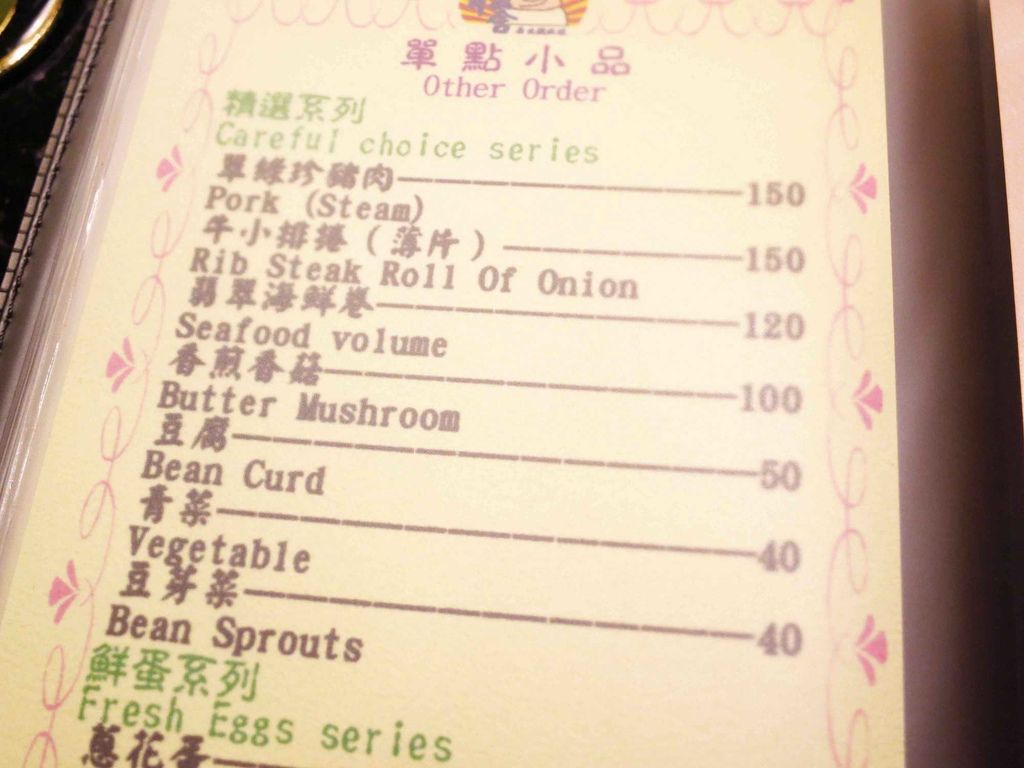 單點小品
Other Order
精選系列
Careful choice series
翠綠珍豬肉 150
Pork (Steam)
牛小排捲(薄片) 150
Rib Steak Roll Of Onion
翡翠海鮮卷 120
Seafood volume
香煎香菇 100
Butter Mushroom
豆腐 50
Bean Curd
青菜 40
Vegetable
豆芽菜 40
Bean Sprouts
鮮蛋系列
Fresh Eggs series
蔥花蛋